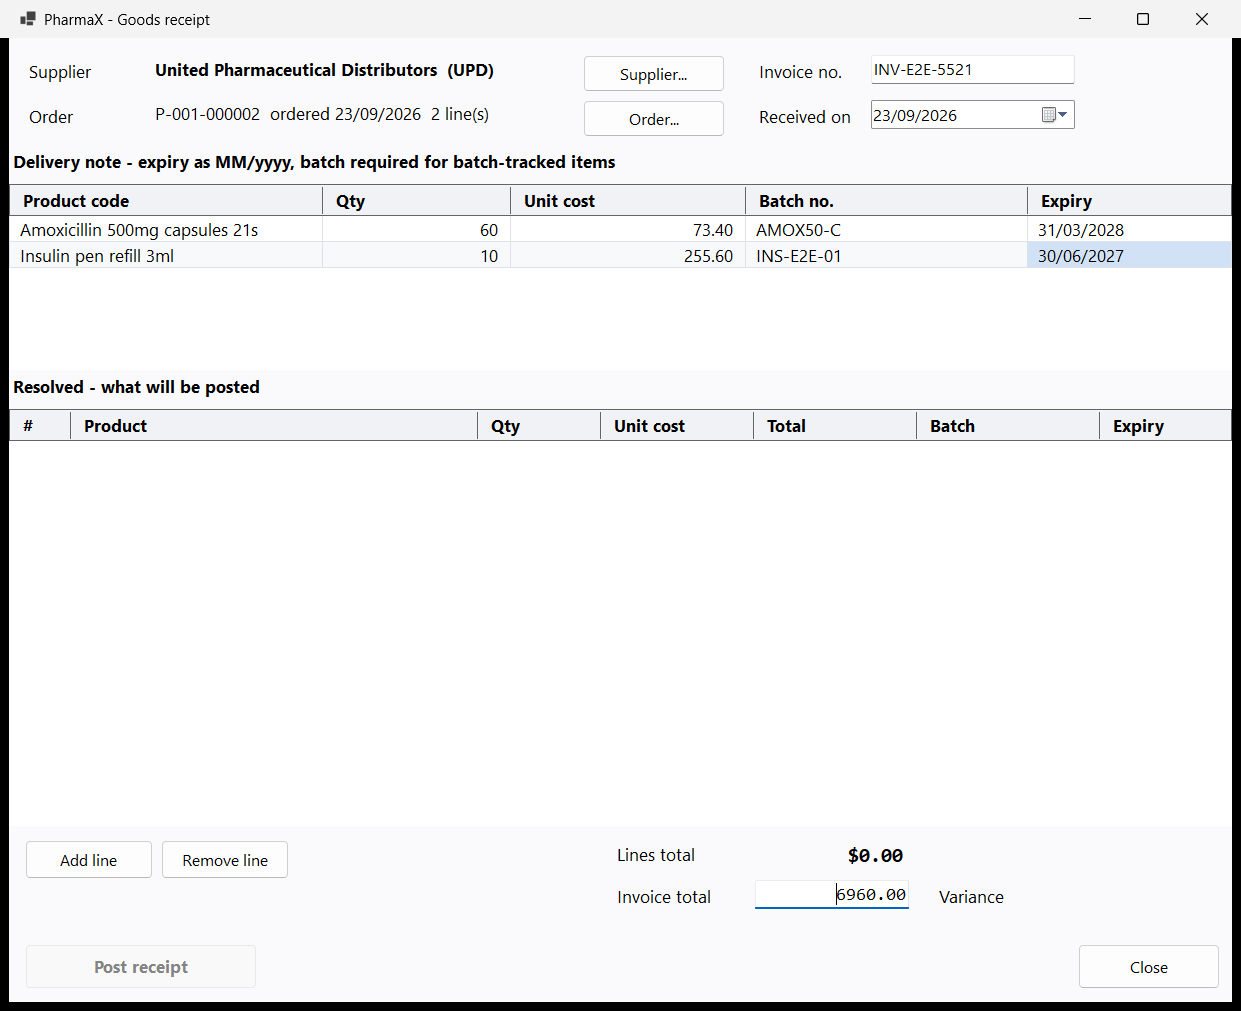 PharmaX - Goods receipt
Supplier United Pharmaceutical Distributors (UPD) Supplier... Invoice no. INV-E2E-5521
Order P-001-000002 ordered 23/09/2026 2 line(s) Order... Received on 23/09/2026
Delivery note - expiry as MM/yyyy, batch required for batch-tracked items
Product code Qty Unit cost Batch no. Expiry
Amoxicillin 500mg capsules 21s 60 73.40 AMOX50-C 31/03/2028
Insulin pen refill 3ml 10 255.60 INS-E2E-01 30/06/2027
Resolved - what will be posted
# Product Qty Unit cost Total Batch Expiry
Add line Remove line Lines total $0.00
Invoice total 6960.00 Variance
Post receipt Close